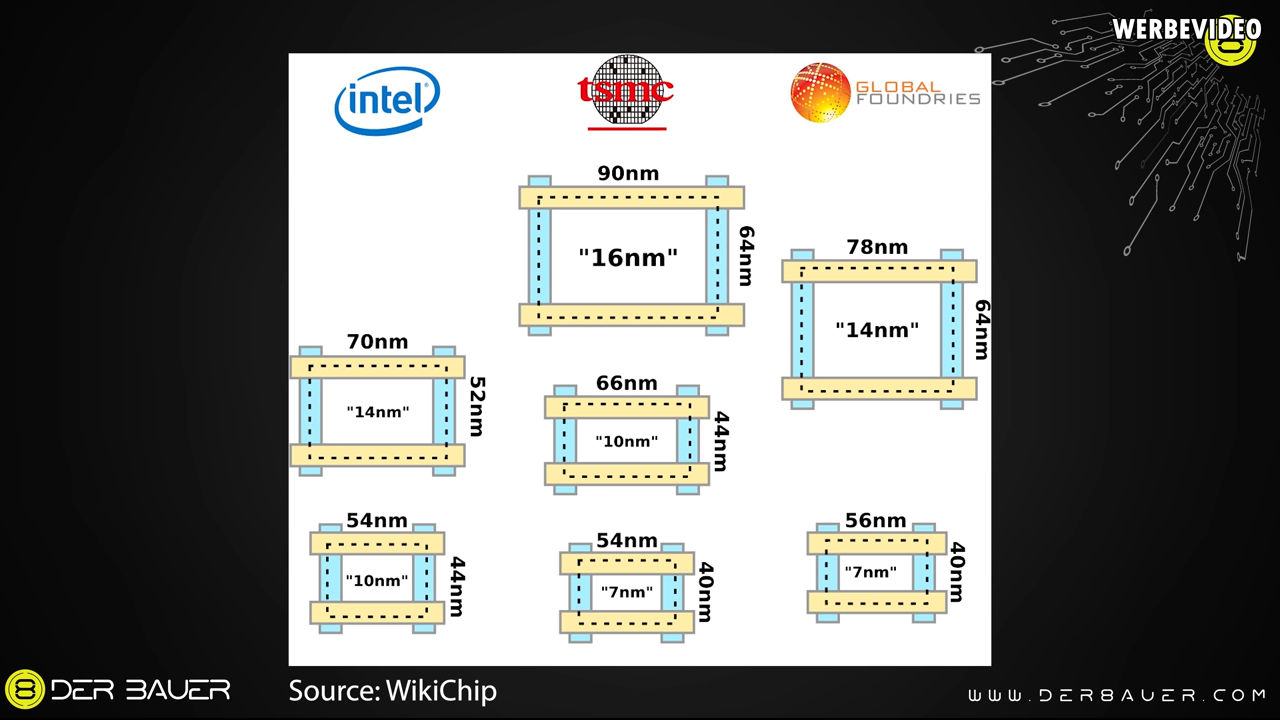 WERBEVIDEO
intel
tsmc
GLOBAL
FOUNDRIES
90nm
"16nm"
64nm
78nm
"14nm"
64nm
70nm
"14nm"
52nm
66nm
"10nm"
44nm
54nm
"10nm"
44nm
54nm
"7nm"
40nm
56nm
"7nm"
40nm
8 DER BAUER
Source: WikiChip
WWW.DER8AUER.COM